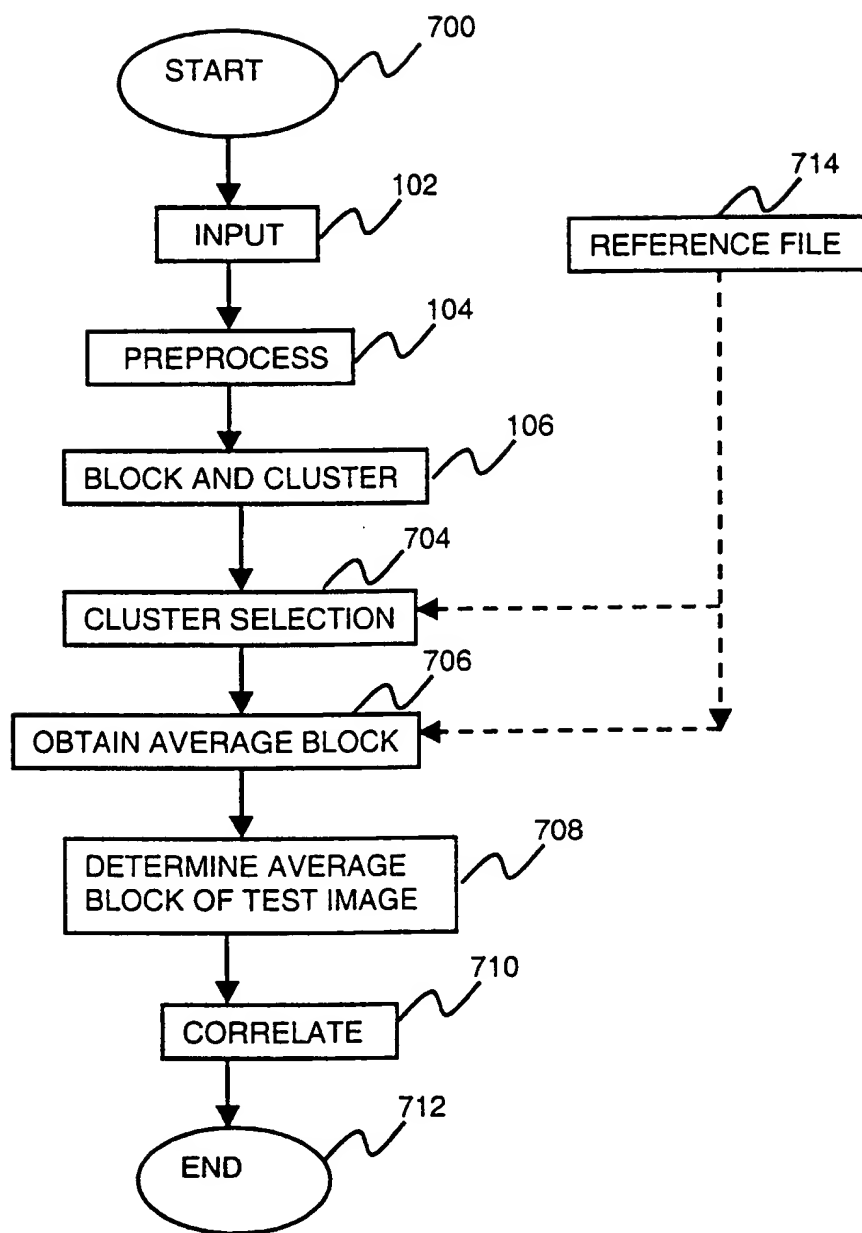 700
START
714
102
INPUT
REFERENCE FILE
104
PREPROCESS
106
BLOCK AND CLUSTER
704
CLUSTER SELECTION
706
OBTAIN AVERAGE BLOCK
708
DETERMINE AVERAGE
BLOCK OF TEST IMAGE
710
CORRELATE
712
END